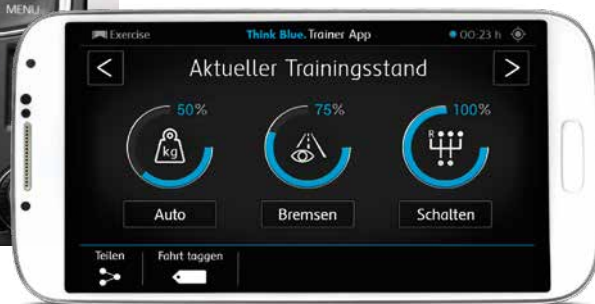 MENU
Exercise
Think Blue. Trainer App
00:23 h
<
Aktueller Trainingsstand
>
50%
75%
100%
kg
R
Auto
Bremsen
Schalten
Teilen
Fahrt taggen